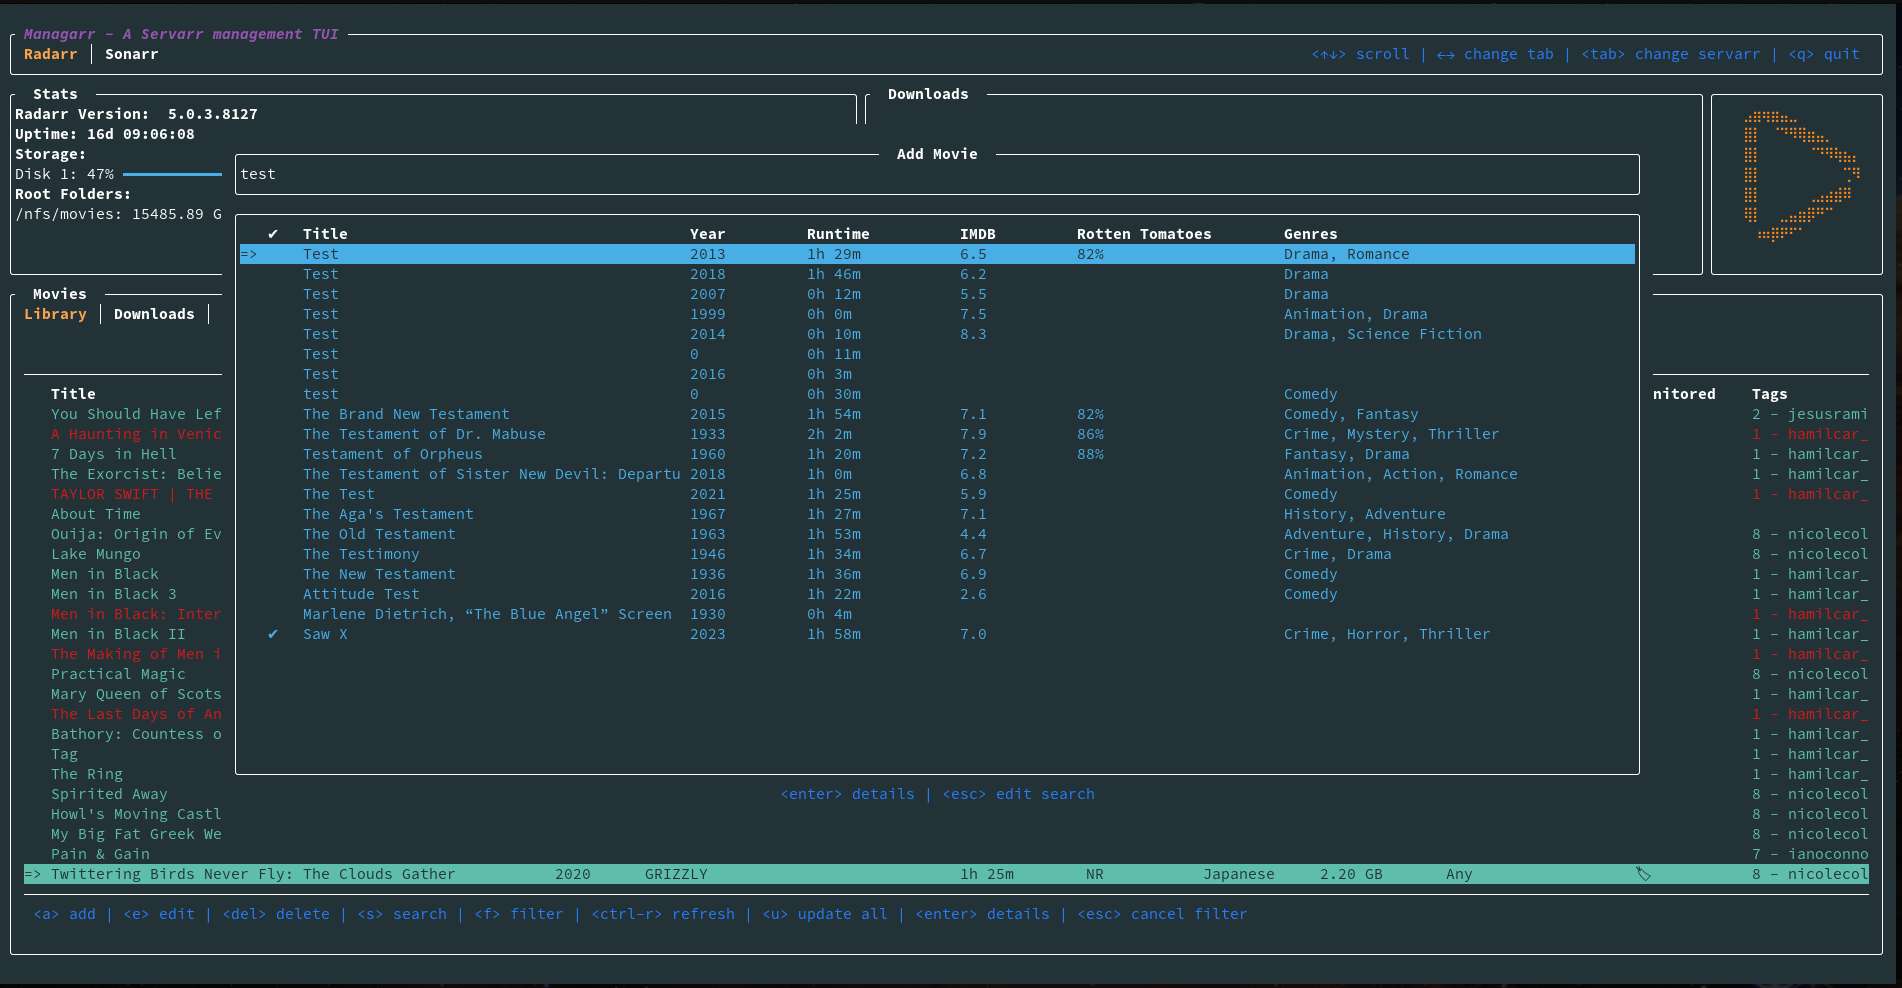 Managarr - A Servarr management TUI
Radarr │ Sonarr <↑↓> scroll | ←→ change tab | <tab> change servarr | <q> quit
Stats Downloads
Radarr Version:  5.0.3.8127
Uptime: 16d 09:06:08
Storage:
Disk 1: 47%
Root Folders:
/nfs/movies: 15485.89 G
Add Movie
test
✔ Title Year Runtime IMDB Rotten Tomatoes Genres
=> Test 2013 1h 29m 6.5 82% Drama, Romance
Test 2018 1h 46m 6.2 Drama
Test 2007 0h 12m 5.5 Drama
Test 1999 0h 0m 7.5 Animation, Drama
Test 2014 0h 10m 8.3 Drama, Science Fiction
Test 0 0h 11m
Test 2016 0h 3m
test 0 0h 30m Comedy
The Brand New Testament 2015 1h 54m 7.1 82% Comedy, Fantasy
The Testament of Dr. Mabuse 1933 2h 2m 7.9 86% Crime, Mystery, Thriller
Testament of Orpheus 1960 1h 20m 7.2 88% Fantasy, Drama
The Testament of Sister New Devil: Departu 2018 1h 0m 6.8 Animation, Action, Romance
The Test 2021 1h 25m 5.9 Comedy
The Aga's Testament 1967 1h 27m 7.1 History, Adventure
The Old Testament 1963 1h 53m 4.4 Adventure, History, Drama
The Testimony 1946 1h 34m 6.7 Crime, Drama
The New Testament 1936 1h 36m 6.9 Comedy
Attitude Test 2016 1h 22m 2.6 Comedy
Marlene Dietrich, “The Blue Angel” Screen 1930 0h 4m
✔ Saw X 2023 1h 58m 7.0 Crime, Horror, Thriller
<enter> details | <esc> edit search
Movies
Library │ Downloads │
Title nitored Tags
You Should Have Lef 2 - jesusrami
A Haunting in Venic 1 - hamilcar_
7 Days in Hell 1 - hamilcar_
The Exorcist: Belie 1 - hamilcar_
TAYLOR SWIFT | THE 1 - hamilcar_
About Time
Ouija: Origin of Ev 8 - nicolecol
Lake Mungo 8 - nicolecol
Men in Black 1 - hamilcar_
Men in Black 3 1 - hamilcar_
Men in Black: Inter 1 - hamilcar_
Men in Black II 1 - hamilcar_
The Making of Men i 1 - hamilcar_
Practical Magic 8 - nicolecol
Mary Queen of Scots 1 - hamilcar_
The Last Days of An 1 - hamilcar_
Bathory: Countess o 1 - hamilcar_
Tag 1 - hamilcar_
The Ring 1 - hamilcar_
Spirited Away 8 - nicolecol
Howl's Moving Castl 8 - nicolecol
My Big Fat Greek We 8 - nicolecol
Pain & Gain 7 - ianoconno
=> Twittering Birds Never Fly: The Clouds Gather 2020 GRIZZLY 1h 25m NR Japanese 2.20 GB Any 🏷 8 - nicolecol
<a> add | <e> edit | <del> delete | <s> search | <f> filter | <ctrl-r> refresh | <u> update all | <enter> details | <esc> cancel filter